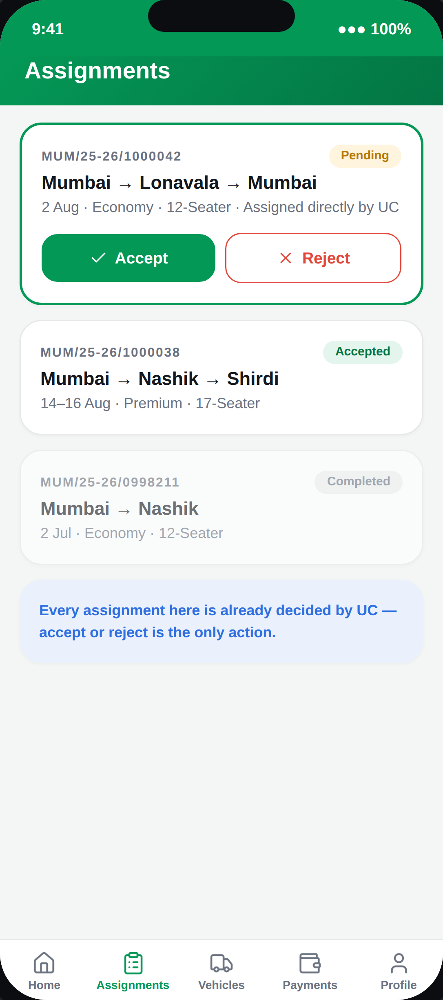 9:41
●●● 100%
Assignments
MUM/25-26/1000042
Pending
Mumbai → Lonavala → Mumbai
2 Aug · Economy · 12-Seater · Assigned directly by UC
Accept
Reject
MUM/25-26/1000038
Accepted
Mumbai → Nashik → Shirdi
14–16 Aug · Premium · 17-Seater
MUM/25-26/0998211
Completed
Mumbai → Nashik
2 Jul · Economy · 12-Seater
Every assignment here is already decided by UC —
accept or reject is the only action.
Home
Assignments
Vehicles
Payments
Profile